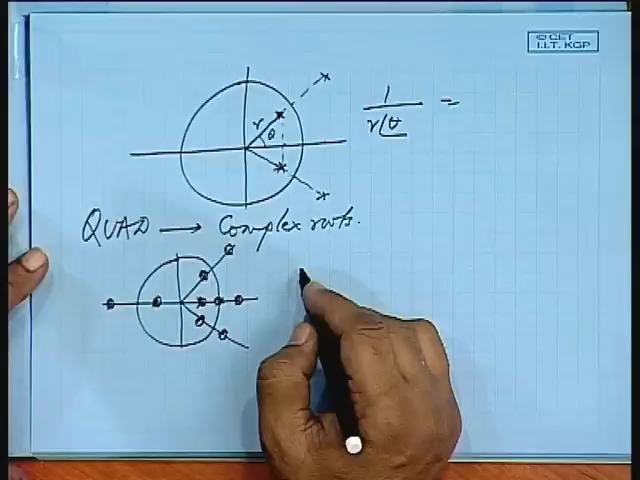 © CET
I.I.T. KGP
r θ
1
r∠θ =
QUAD → Complex roots.